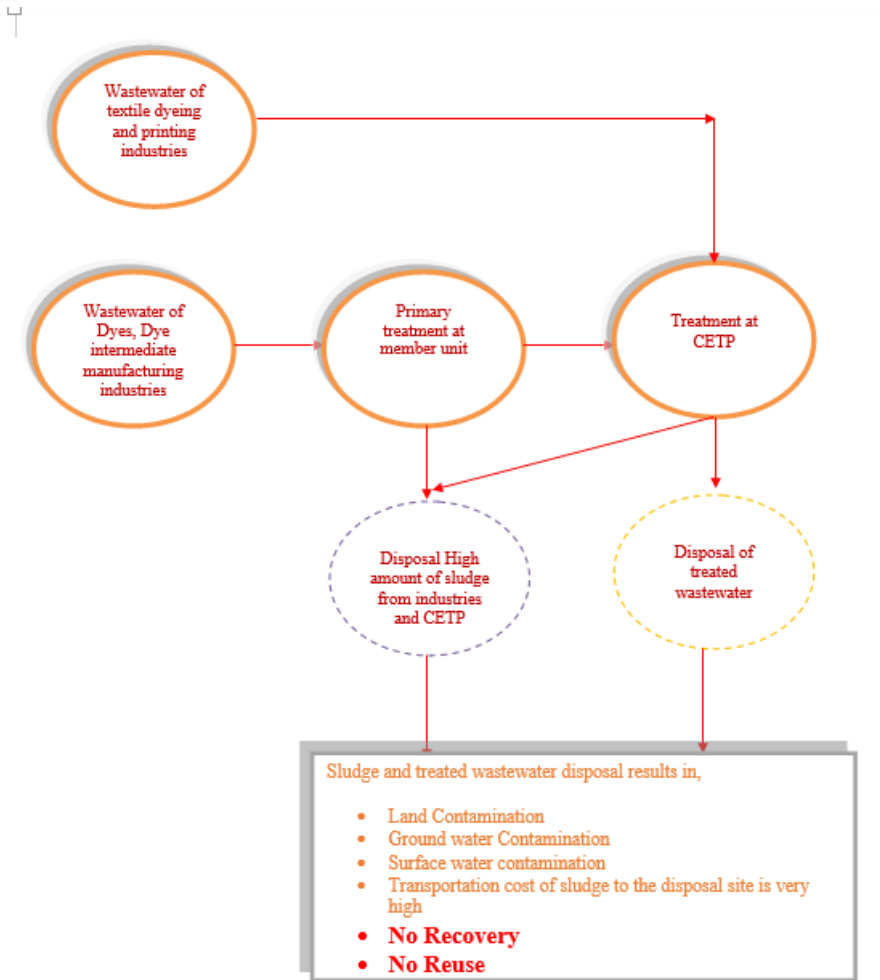 Wastewater of
textile dyeing
and printing
industries
Wastewater of
Dyes, Dye
intermediate
manufacturing
industries
Primary
treatment at
member unit
Treatment at
CETP
Disposal High
amount of sludge
from industries
and CETP
Disposal of
treated
wastewater
Sludge and treated wastewater disposal results in,
• Land Contamination
• Ground water Contamination
• Surface water contamination
• Transportation cost of sludge to the disposal site is very
high
• No Recovery
• No Reuse